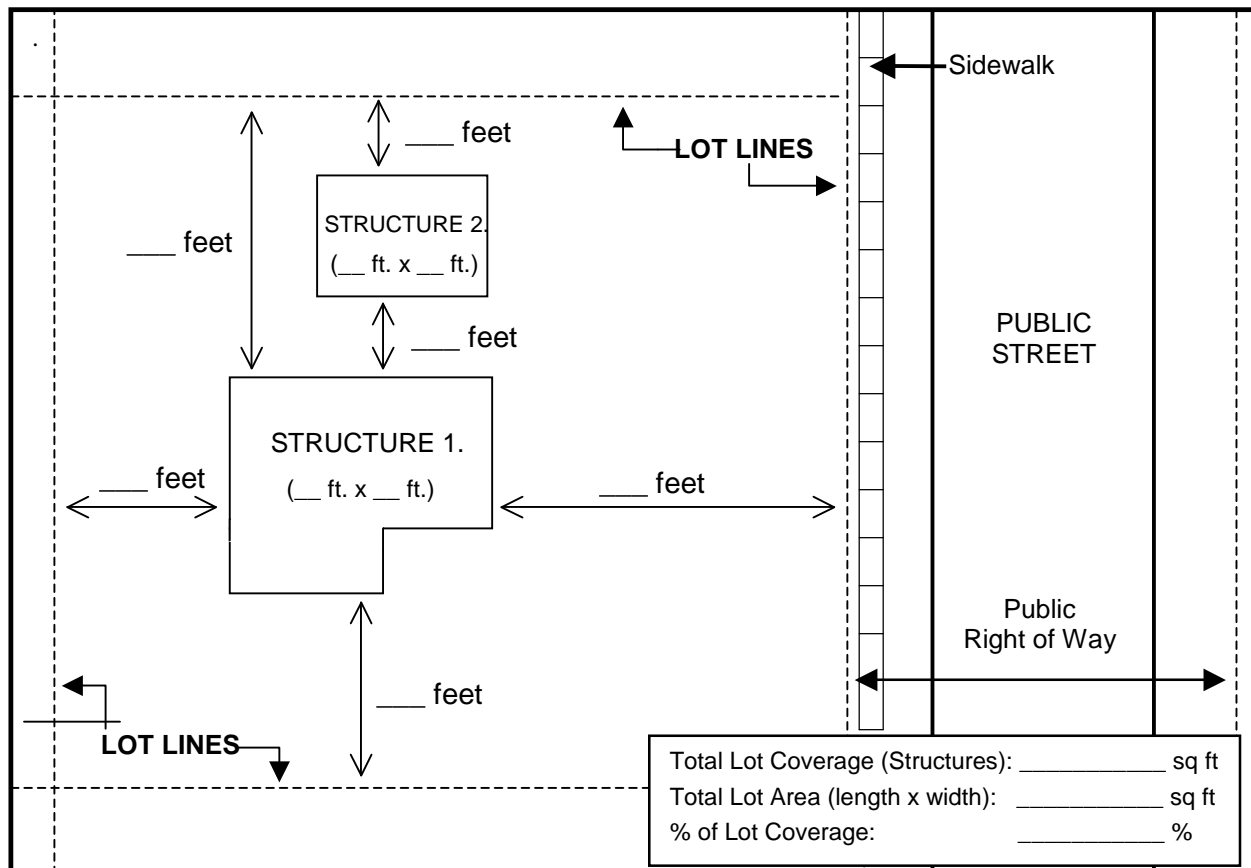 Sidewalk
___ feet
LOT LINES
STRUCTURE 2.
(__ ft. x __ ft.)
___ feet
___ feet
PUBLIC
STREET
STRUCTURE 1.
(__ ft. x __ ft.)
___ feet
___ feet
Public
Right of Way
___ feet
LOT LINES
Total Lot Coverage (Structures): ___________ sq ft
Total Lot Area (length x width): ___________ sq ft
% of Lot Coverage: ___________ %